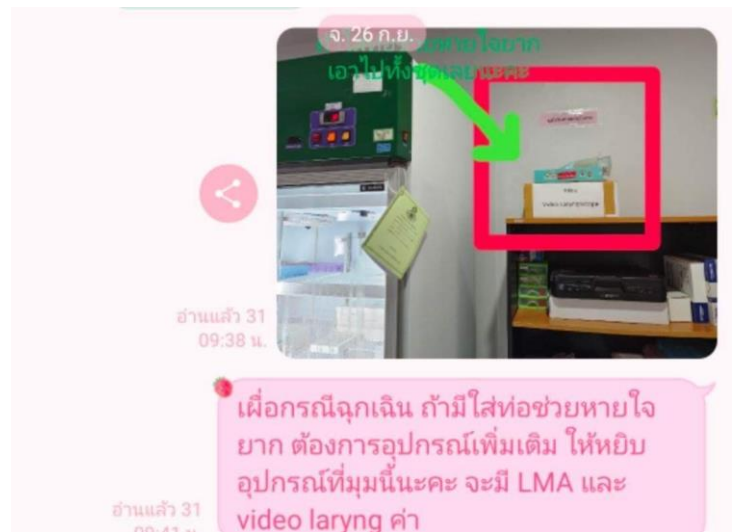 จ. 26 ก.ย.
เอาไปทั้งชุดเลยนะคะ
อ่านแล้ว 31
09:38 น.
เผื่อกรณีฉุกเฉิน ถ้ามีใส่ท่อช่วยหายใจ
ยาก ต้องการอุปกรณ์เพิ่มเติม ให้หยิบ
อุปกรณ์ที่มุมนี้นะคะ จะมี LMA และ
video laryng ค่า
อ่านแล้ว 31